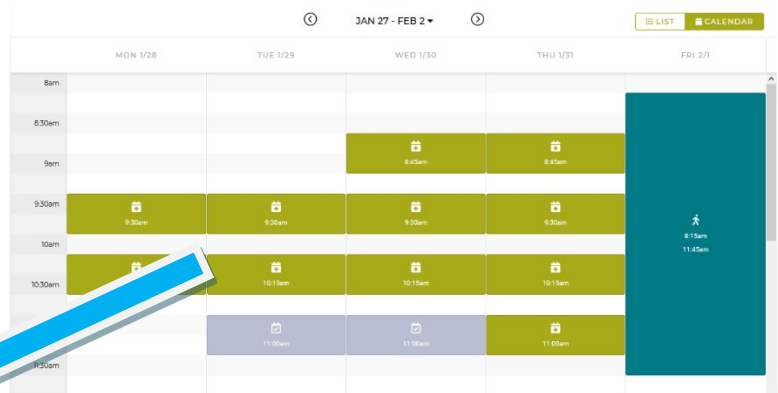 JAN 27 - FEB 2
LIST
CALENDAR
MON 1/28
TUE 1/29
WED 1/30
THU 1/31
FRI 2/1
8am
8:30am
8:45am
8:45am
9am
9:30am
9:30am
9:30am
9:30am
9:30am
8:15am
11:45am
10am
10:15am
10:15am
10:15am
10:30am
11:00am
11:00am
11:00am
11:30am